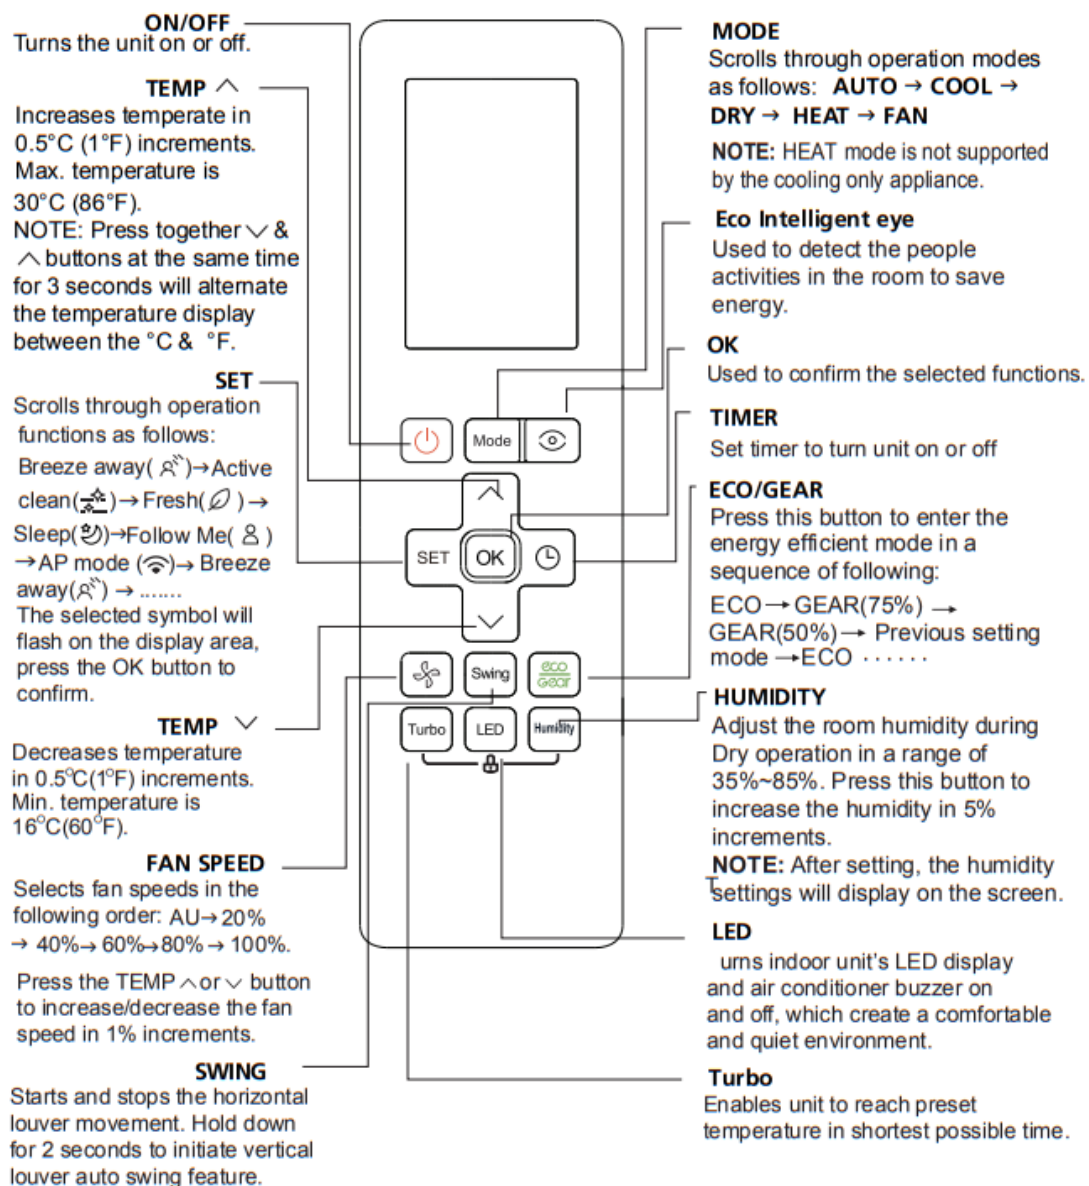 ON/OFF
Turns the unit on or off.
TEMP ︿
Increases temperate in
0.5°C (1°F) increments.
Max. temperature is
30°C (86°F).
NOTE: Press together ﹀ &
︿ buttons at the same time
for 3 seconds will alternate
the temperature display
between the °C & °F.
SET
Scrolls through operation
functions as follows:
Breeze away( )→Active
clean( )→Fresh( )→
Sleep( )→Follow Me( )
→AP mode ( )→ Breeze
away( ) → .......
The selected symbol will
flash on the display area,
press the OK button to
confirm.
TEMP ﹀
Decreases temperature
in 0.5°C(1°F) increments.
Min. temperature is
16°C(60°F).
FAN SPEED
Selects fan speeds in the
following order: AU→20%
→ 40%→ 60%→80% → 100%.
Press the TEMP ︿ or ﹀ button
to increase/decrease the fan
speed in 1% increments.
SWING
Starts and stops the horizontal
louver movement. Hold down
for 2 seconds to initiate vertical
louver auto swing feature.
Mode
SET
OK
Swing
eco
Gear
Turbo
LED
Humidity
MODE
Scrolls through operation modes
as follows: AUTO → COOL →
DRY → HEAT → FAN
NOTE: HEAT mode is not supported
by the cooling only appliance.
Eco Intelligent eye
Used to detect the people
activities in the room to save
energy.
OK
Used to confirm the selected functions.
TIMER
Set timer to turn unit on or off
ECO/GEAR
Press this button to enter the
energy efficient mode in a
sequence of following:
ECO→ GEAR(75%) →
GEAR(50%)→ Previous setting
mode →ECO ······
HUMIDITY
Adjust the room humidity during
Dry operation in a range of
35%~85%. Press this button to
increase the humidity in 5%
increments.
NOTE: After setting, the humidity
settings will display on the screen.
LED
Turns indoor unit's LED display
and air conditioner buzzer on
and off, which create a comfortable
and quiet environment.
Turbo
Enables unit to reach preset
temperature in shortest possible time.